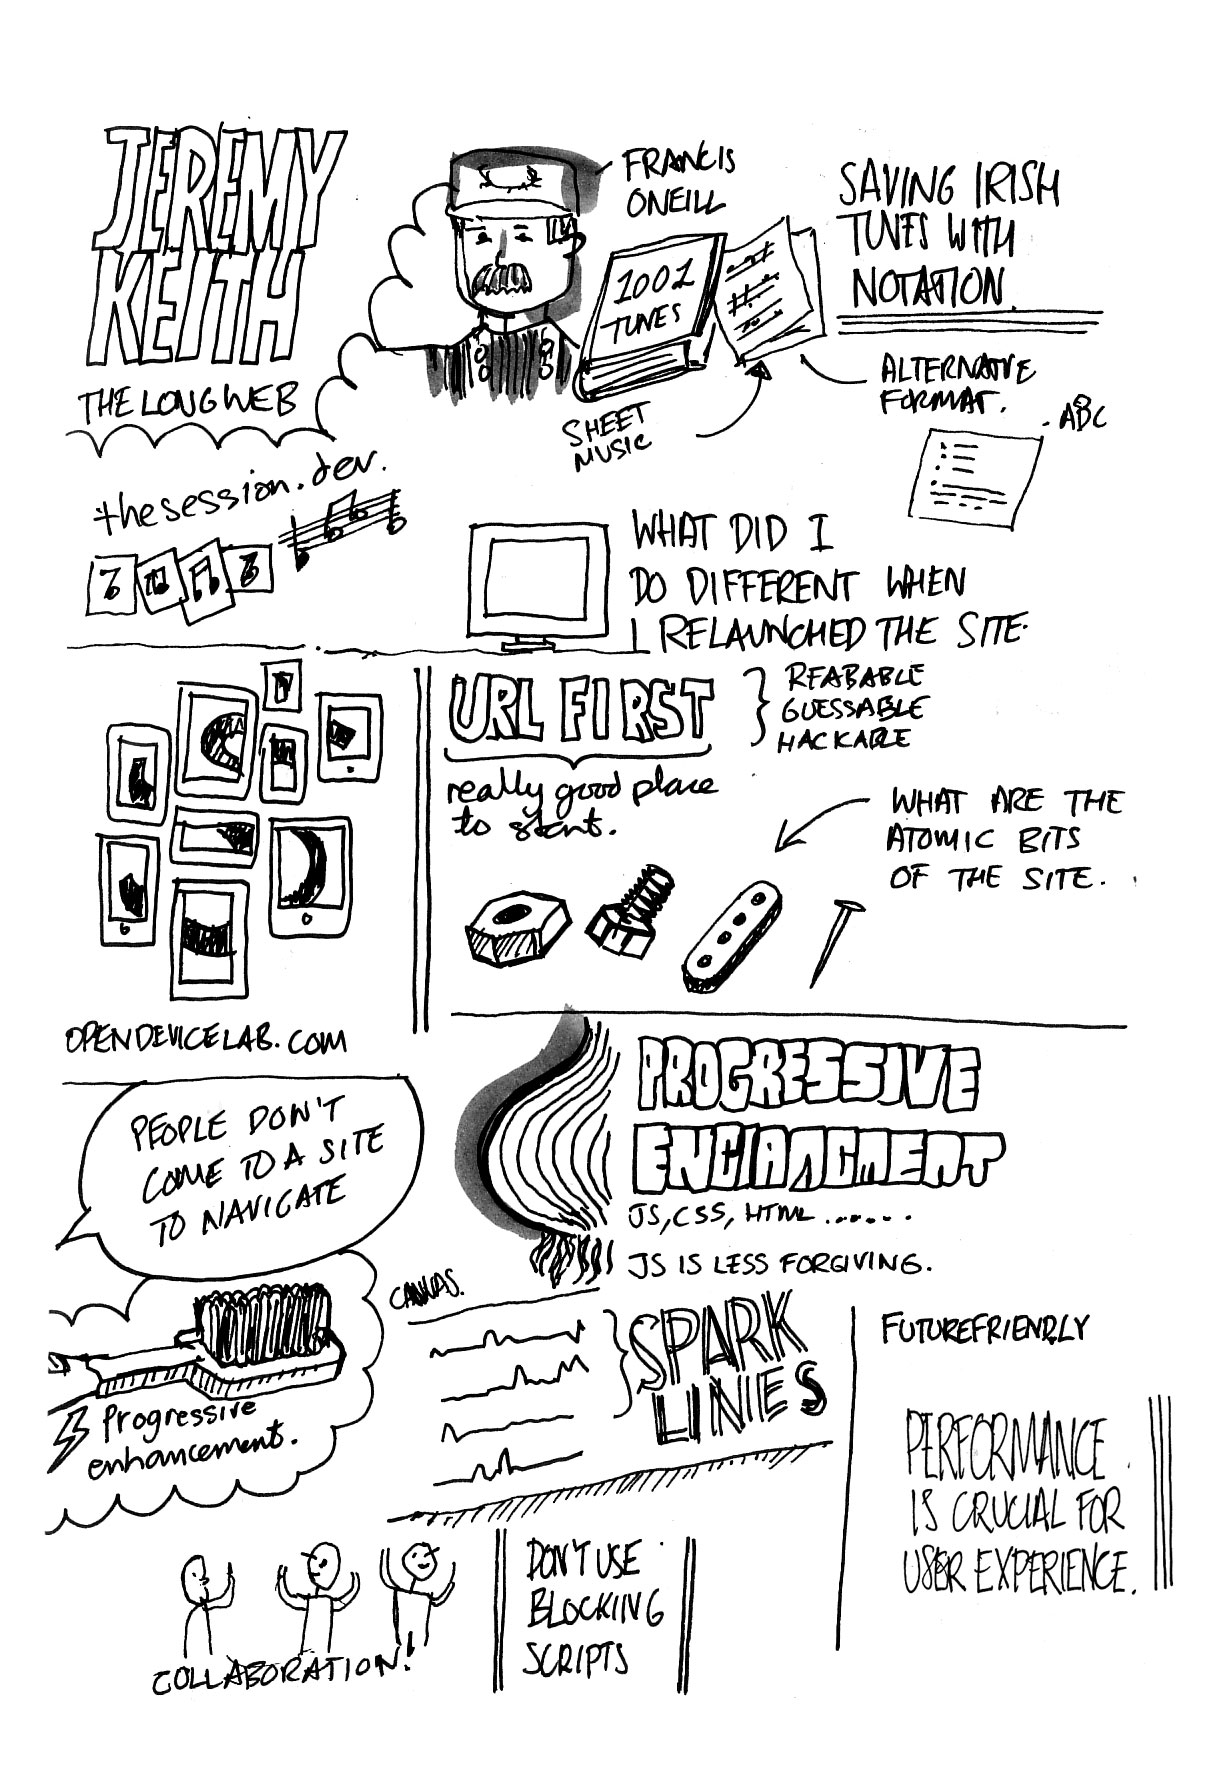 JEREMY
KEITH
THE LONG WEB
FRANCIS
ONEILL
1001
TUNES
SHEET
MUSIC
SAVING IRISH
TUNES WITH
NOTATION
ALTERNATIVE
FORMAT.
.ABC
thesession.dev.
WHAT DID I
DO DIFFERENT WHEN
I RELAUNCHED THE SITE.
URL FIRST
REABABLE
GUESSABLE
HACKABLE
really good place
to start.
WHAT ARE THE
ATOMIC BITS
OF THE SITE.
OPENDEVICELAB.COM
PEOPLE DON'T
COME TO A SITE
TO NAVIGATE
PROGRESSIVE
JS, CSS, HTML ......
JS IS LESS FORGIVING.
Progressive
enhancement.
CANVAS.
SPARK
LINES
FUTUREFRIENDLY
PERFORMANCE
IS CRUCIAL FOR
USER EXPERIENCE.
COLLABORATION!
DON'T USE
BLOCKING
SCRIPTS